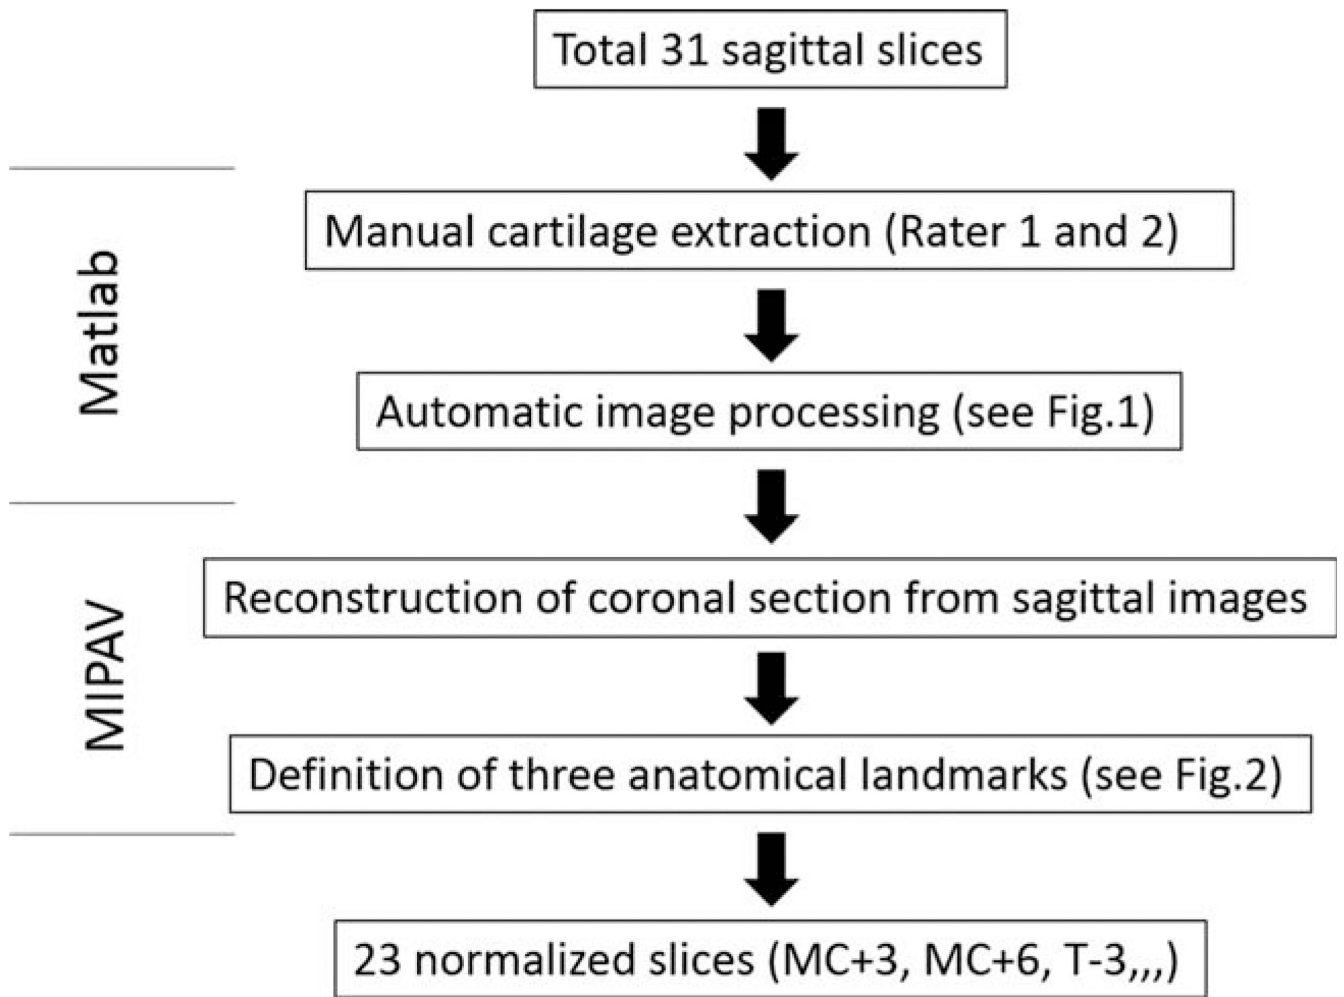 Total 31 sagittal slices
Matlab
Manual cartilage extraction (Rater 1 and 2)
Automatic image processing (see Fig.1)
MIPAV
Reconstruction of coronal section from sagittal images
Definition of three anatomical landmarks (see Fig.2)
23 normalized slices (MC+3, MC+6, T-3,,,)